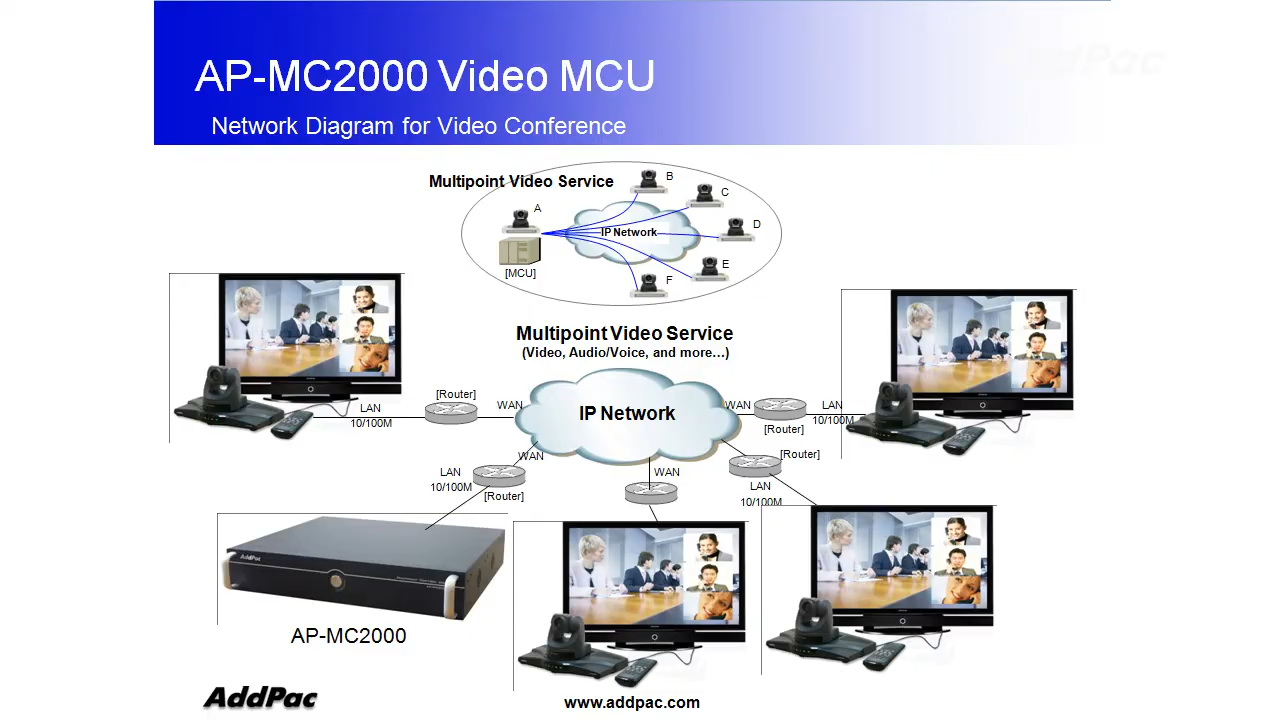 AddPac
AP-MC2000 Video MCU
Network Diagram for Video Conference
Multipoint Video Service
A
B
C
D
E
F
IP Network
[MCU]
Multipoint Video Service
(Video, Audio/Voice, and more…)
IP Network
[Router]
WAN
LAN
10/100M
WAN
[Router]
LAN
10/100M
WAN
LAN
10/100M
[Router]
WAN
[Router]
LAN
10/100M
AddPac
AP-MC2000
AddPac
www.addpac.com